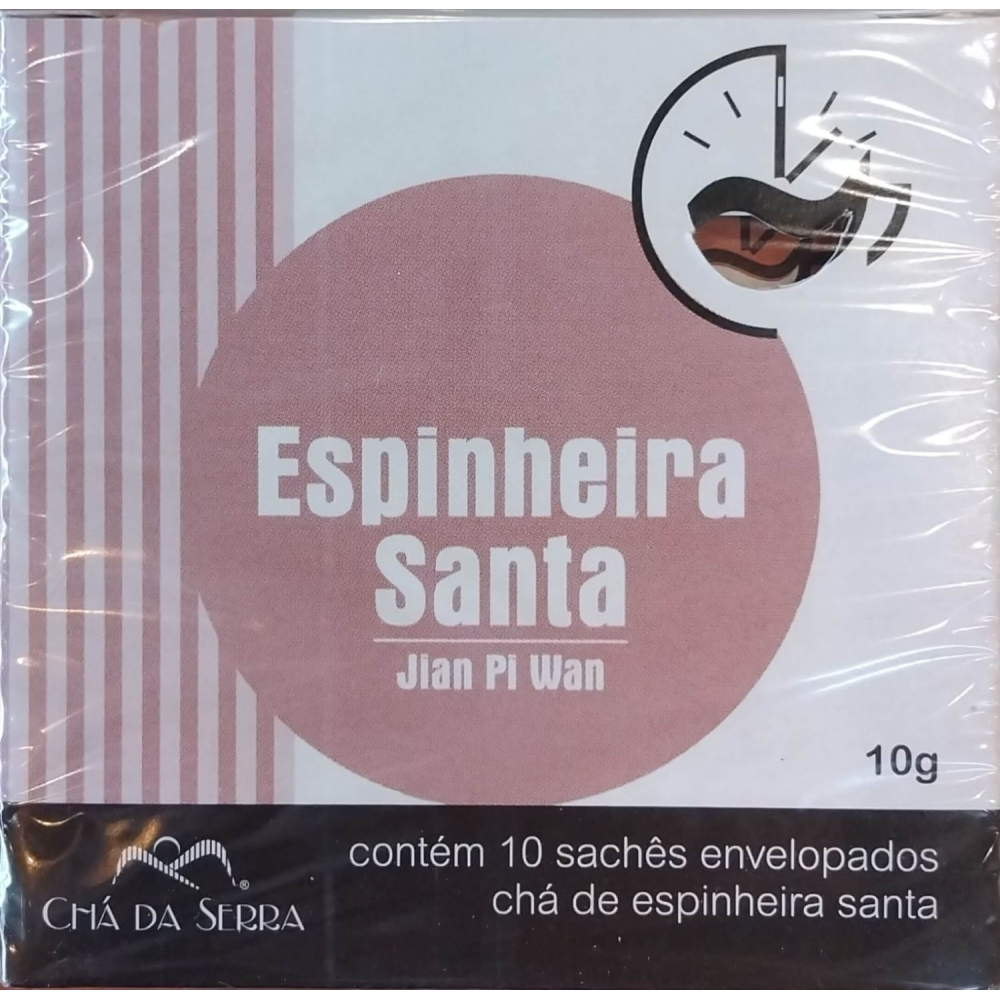 Espinheira
Santa
Jian Pi Wan
10g
contém 10 sachês envelopados
chá de espinheira santa
®
CHÁ DA SERRA